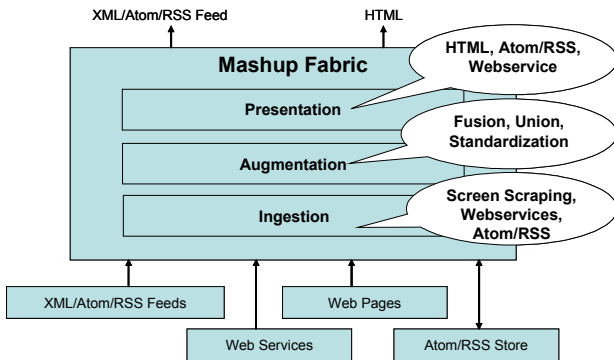 XML/Atom/RSS Feed
HTML
Mashup Fabric
HTML, Atom/RSS,
Webservice
Presentation
Fusion, Union,
Standardization
Augmentation
Screen Scraping,
Webservices,
Atom/RSS
Ingestion
XML/Atom/RSS Feeds
Web Pages
Web Services
Atom/RSS Store